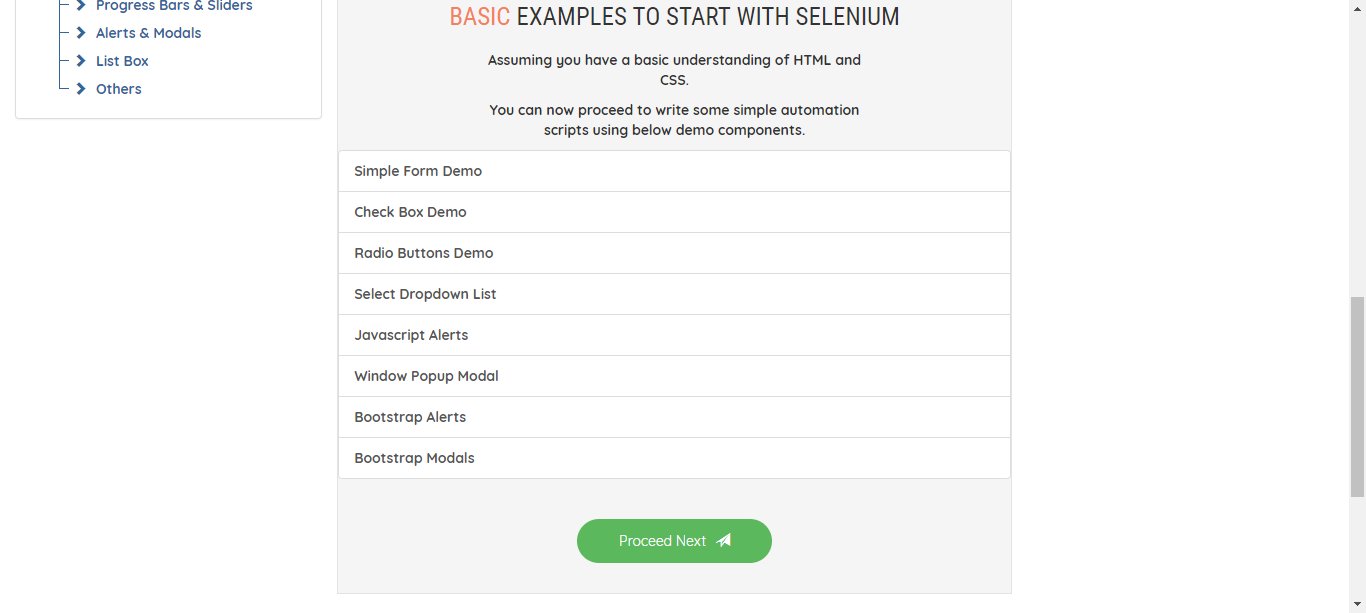 Progress Bars & Sliders
Alerts & Modals
List Box
Others
BASIC EXAMPLES TO START WITH SELENIUM
Assuming you have a basic understanding of HTML and
CSS.
You can now proceed to write some simple automation
scripts using below demo components.
Simple Form Demo
Check Box Demo
Radio Buttons Demo
Select Dropdown List
Javascript Alerts
Window Popup Modal
Bootstrap Alerts
Bootstrap Modals
Proceed Next